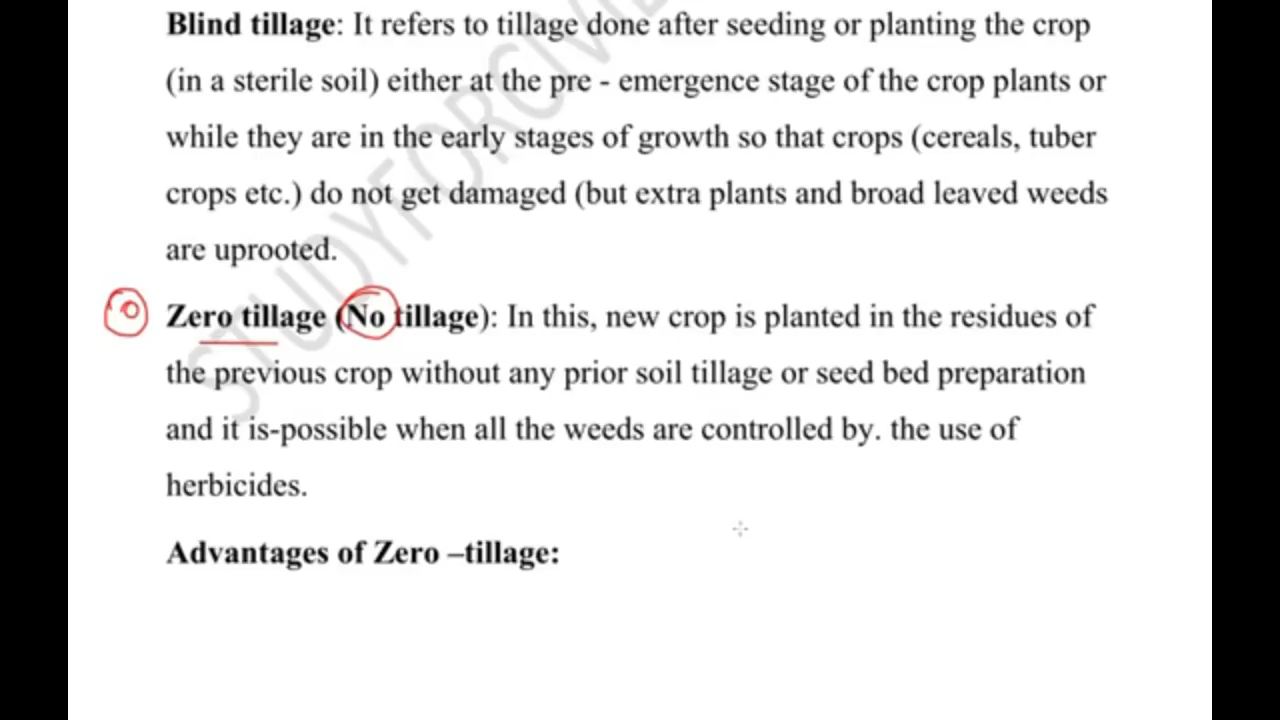 Blind tillage: It refers to tillage done after seeding or planting the crop
(in a sterile soil) either at the pre - emergence stage of the crop plants or
while they are in the early stages of growth so that crops (cereals, tuber
crops etc.) do not get damaged (but extra plants and broad leaved weeds
are uprooted.
Zero tillage (No tillage): In this, new crop is planted in the residues of
the previous crop without any prior soil tillage or seed bed preparation
and it is-possible when all the weeds are controlled by. the use of
herbicides.
Advantages of Zero –tillage:
STUDYFORCIVI